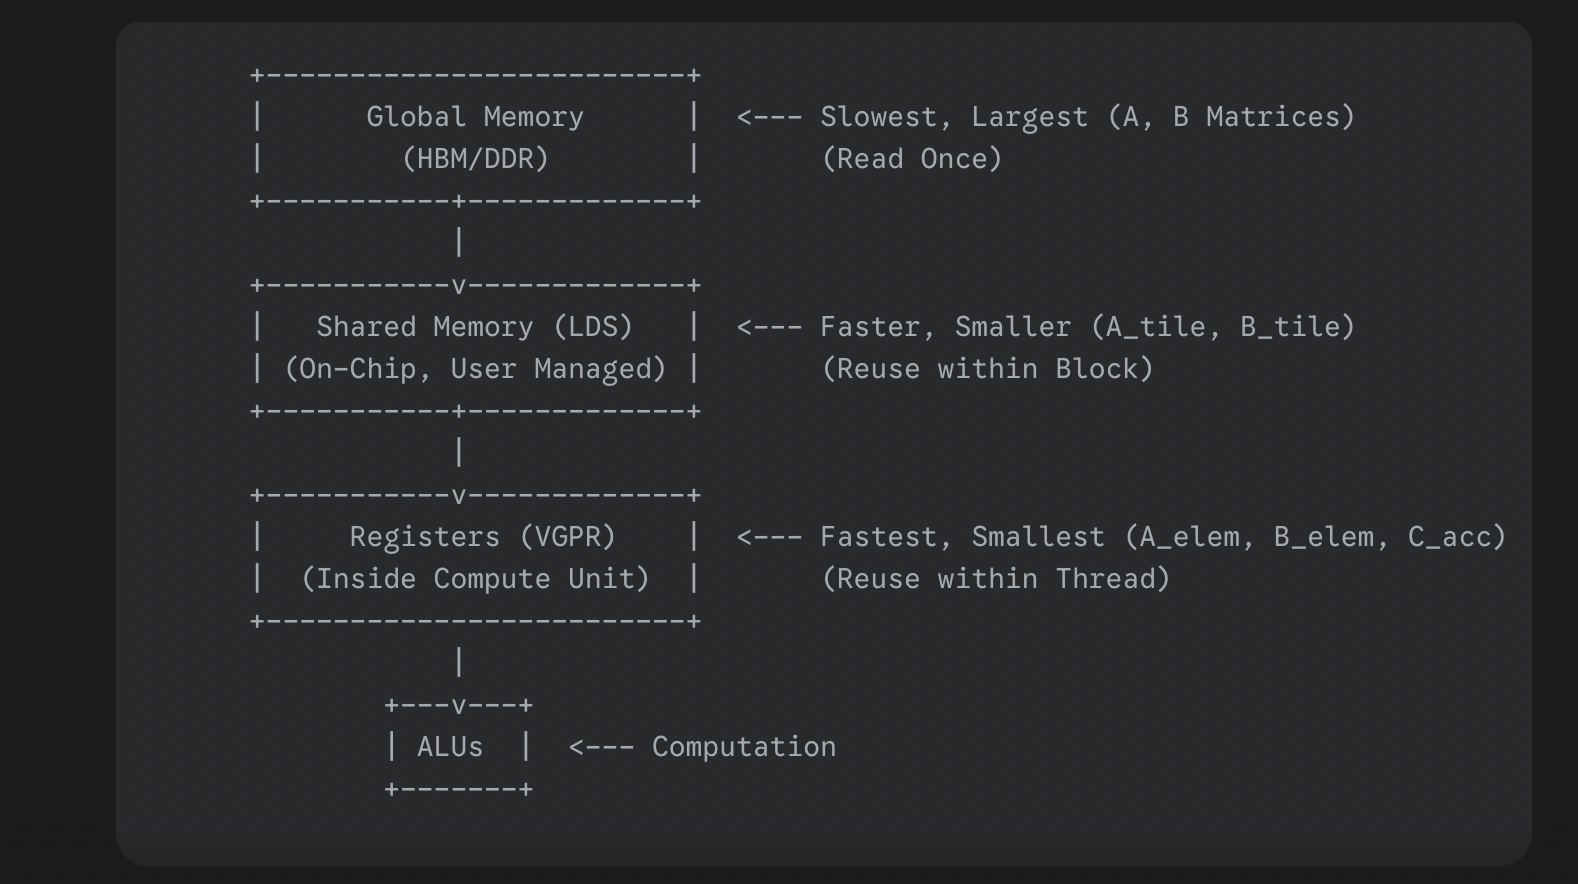 +-------------------------+
|      Global Memory      |  <--- Slowest, Largest (A, B Matrices)
|        (HBM/DDR)        |       (Read Once)
+-----------+-------------+
            |
+-----------v-------------+
|   Shared Memory (LDS)   |  <--- Faster, Smaller (A_tile, B_tile)
| (On-Chip, User Managed) |       (Reuse within Block)
+-----------+-------------+
            |
+-----------v-------------+
|     Registers (VGPR)    |  <--- Fastest, Smallest (A_elem, B_elem, C_acc)
|  (Inside Compute Unit)  |       (Reuse within Thread)
+-------------------------+
            |
        +---v---+
        | ALUs  |  <--- Computation
        +-------+